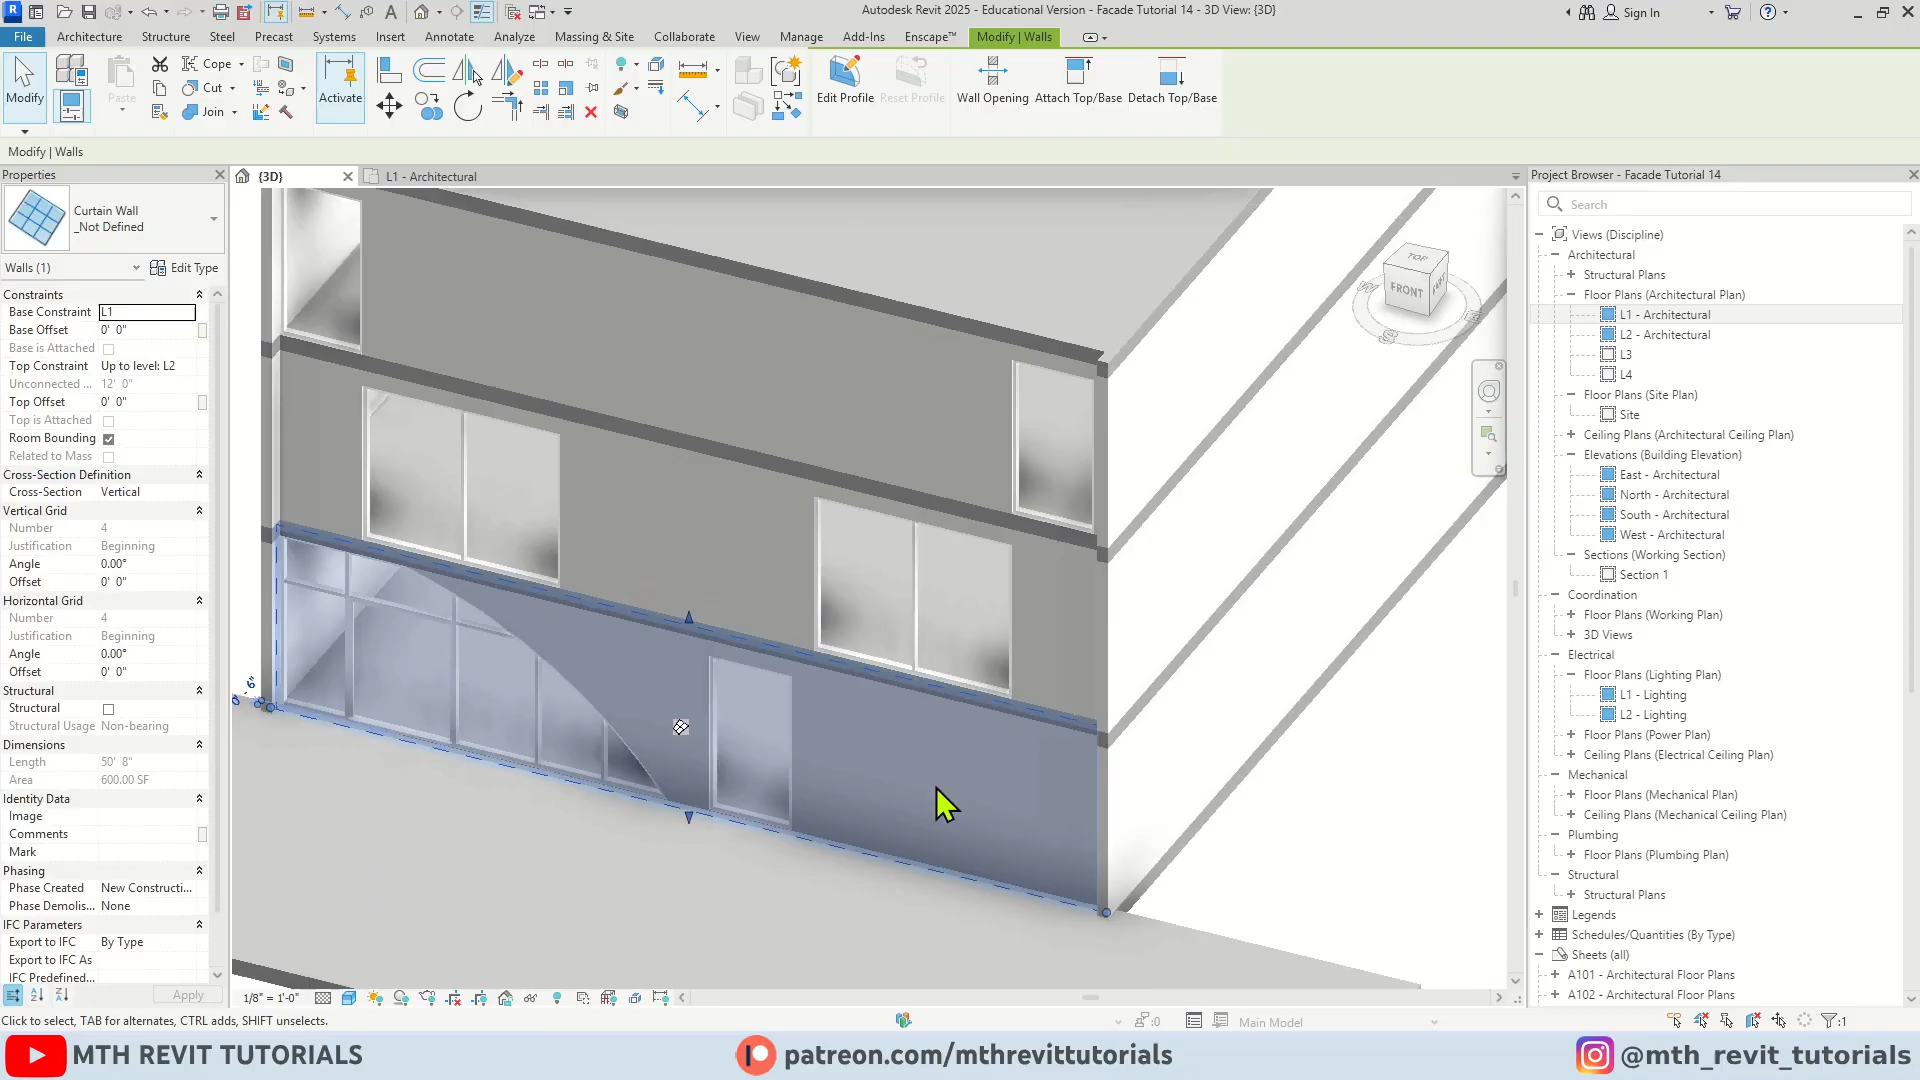 Autodesk Revit 2025 - Educational Version - Facade Tutorial 14 - 3D View: {3D}
Sign In
File
Architecture
Structure
Steel
Precast
Systems
Insert
Annotate
Analyze
Massing & Site
Collaborate
View
Manage
Add-Ins
Enscape™
Modify | Walls
Modify
Paste
Cope
Cut
Join
Activate
Edit Profile
Reset Profile
Wall Opening
Attach Top/Base
Detach Top/Base
Modify | Walls
Properties
Curtain Wall
_Not Defined
Walls (1)
Edit Type
Constraints
Base Constraint L1
Base Offset 0' 0"
Base is Attached
Top Constraint Up to level: L2
Unconnected ... 12' 0"
Top Offset 0' 0"
Top is Attached
Room Bounding
Related to Mass
Cross-Section Definition
Cross-Section Vertical
Vertical Grid
Number 4
Justification Beginning
Angle 0.00°
Offset 0' 0"
Horizontal Grid
Number 4
Justification Beginning
Angle 0.00°
Offset 0' 0"
Structural
Structural
Structural Usage Non-bearing
Dimensions
Length 50' 8"
Area 600.00 SF
Identity Data
Image
Comments
Mark
Phasing
Phase Created New Constructi...
Phase Demolis... None
IFC Parameters
Export to IFC By Type
Export to IFC As
IFC Predefined...
Apply
{3D}
L1 - Architectural
TOP
FRONT
W
S
Project Browser - Facade Tutorial 14
Search
Views (Discipline)
Architectural
Structural Plans
Floor Plans (Architectural Plan)
L1 - Architectural
L2 - Architectural
L3
L4
Floor Plans (Site Plan)
Site
Ceiling Plans (Architectural Ceiling Plan)
Elevations (Building Elevation)
East - Architectural
North - Architectural
South - Architectural
West - Architectural
Sections (Working Section)
Section 1
Coordination
Floor Plans (Working Plan)
3D Views
Electrical
Floor Plans (Lighting Plan)
L1 - Lighting
L2 - Lighting
Floor Plans (Power Plan)
Ceiling Plans (Electrical Ceiling Plan)
Mechanical
Floor Plans (Mechanical Plan)
Ceiling Plans (Mechanical Ceiling Plan)
Plumbing
Floor Plans (Plumbing Plan)
Structural
Structural Plans
Legends
Schedules/Quantities (By Type)
Sheets (all)
A101 - Architectural Floor Plans
A102 - Architectural Floor Plans
1/8" = 1'-0"
Click to select, TAB for alternates, CTRL adds, SHIFT unselects.
:0
Main Model
:1
MTH REVIT TUTORIALS
patreon.com/mthrevittutorials
@mth_revit_tutorials